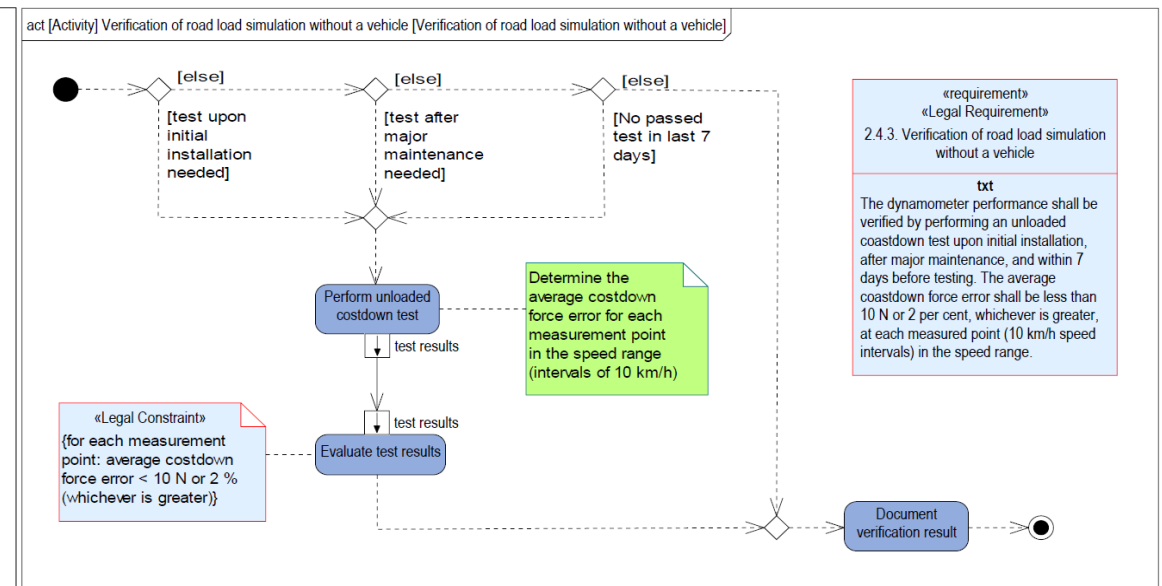 act [Activity] Verification of road load simulation without a vehicle [Verification of road load simulation without a vehicle]
[else]
[else]
[else]
[test upon
initial
installation
needed]
[test after
major
maintenance
needed]
[No passed
test in last 7
days]
«requirement»
«Legal Requirement»
2.4.3. Verification of road load simulation
without a vehicle
txt
The dynamometer performance shall be
verified by performing an unloaded
coastdown test upon initial installation,
after major maintenance, and within 7
days before testing. The average
coastdown force error shall be less than
10 N or 2 per cent, whichever is greater,
at each measured point (10 km/h speed
intervals) in the speed range.
Perform unloaded
costdown test
test results
Determine the
average costdown
force error for each
measurement point
in the speed range
(intervals of 10 km/h)
test results
Evaluate test results
«Legal Constraint»
{for each measurement
point: average costdown
force error < 10 N or 2 %
(whichever is greater)}
Document
verification result